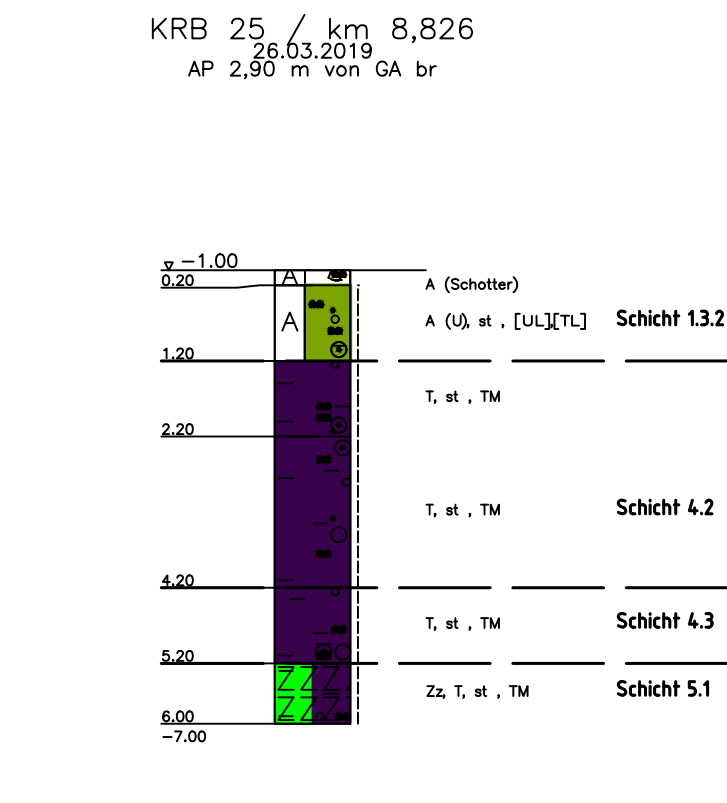 KRB 25 / km 8,826
26.03.2019
AP 2,90 m von GA br
-1.00
A
0.20
A (Schotter)
A
A (U), st , [UL],[TL]
Schicht 1.3.2
1.20
T, st , TM
2.20
T, st , TM
Schicht 4.2
4.20
T, st , TM
Schicht 4.3
5.20
Z Z Z
Zz, T, st , TM
Schicht 5.1
Z Z Z
6.00
-7.00